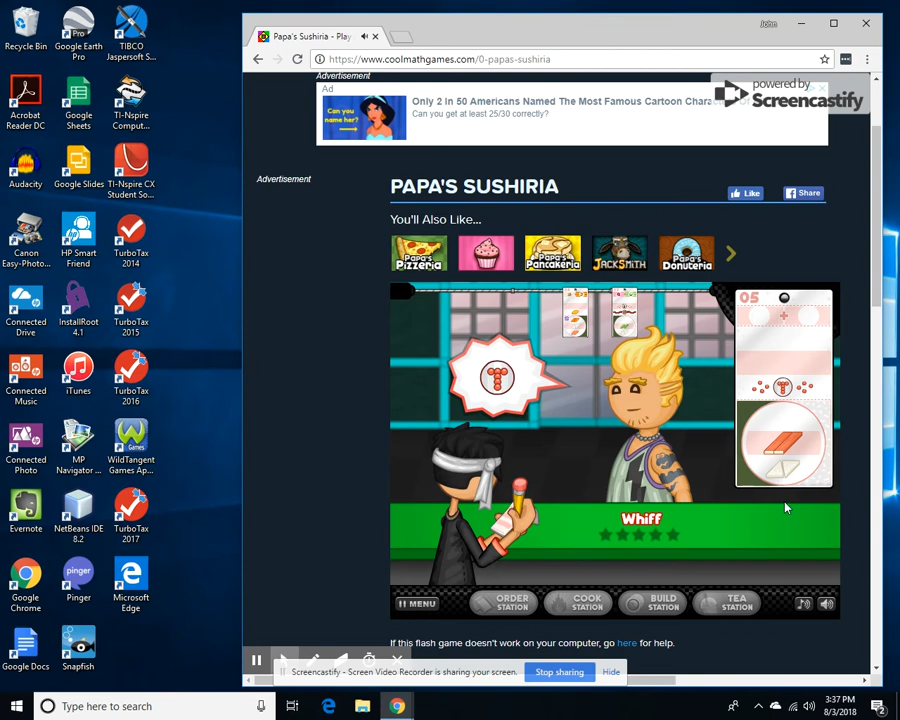 Recycle Bin
Google Earth
Pro
TIBCO
Jaspersoft S...
Acrobat
Reader DC
Google
Sheets
TI-Nspire
Comput...
Audacity
Google Slides
TI-Nspire CX
Student So...
Canon
Easy-Photo...
HP Smart
Friend
TurboTax
2014
Connected
Drive
InstallRoot
4.1
TurboTax
2015
Connected
Music
iTunes
TurboTax
2016
Connected
Photo
MP
Navigator ...
WildTangent
Games Ap...
Evernote
NetBeans IDE
8.2
TurboTax
2017
Google
Chrome
Pinger
Microsoft
Edge
Google Docs
Snapfish
John
Papa's Sushiria - Play
https://www.coolmathgames.com/0-papas-sushiria
Advertisement
powered by
Screencastify
Ad
Can you
name her?
Only 2 In 50 Americans Named The Most Famous Cartoon
Can you get at least 25/30 correctly?
Advertisement
PAPA'S SUSHIRIA
Like
Share
You'll Also Like...
Papa's
Pizzeria
Papa's
Pancakeria
JackSmith
Papa's
Donuteria
05
T
T
Whiff
MENU
ORDER
STATION
COOK
STATION
BUILD
STATION
TEA
STATION
If this flash game doesn't work on your computer, go here for help.
Screencastify - Screen Video Recorder is sharing your screen.
Stop sharing
Hide
Type here to search
3:37 PM
8/3/2018
2